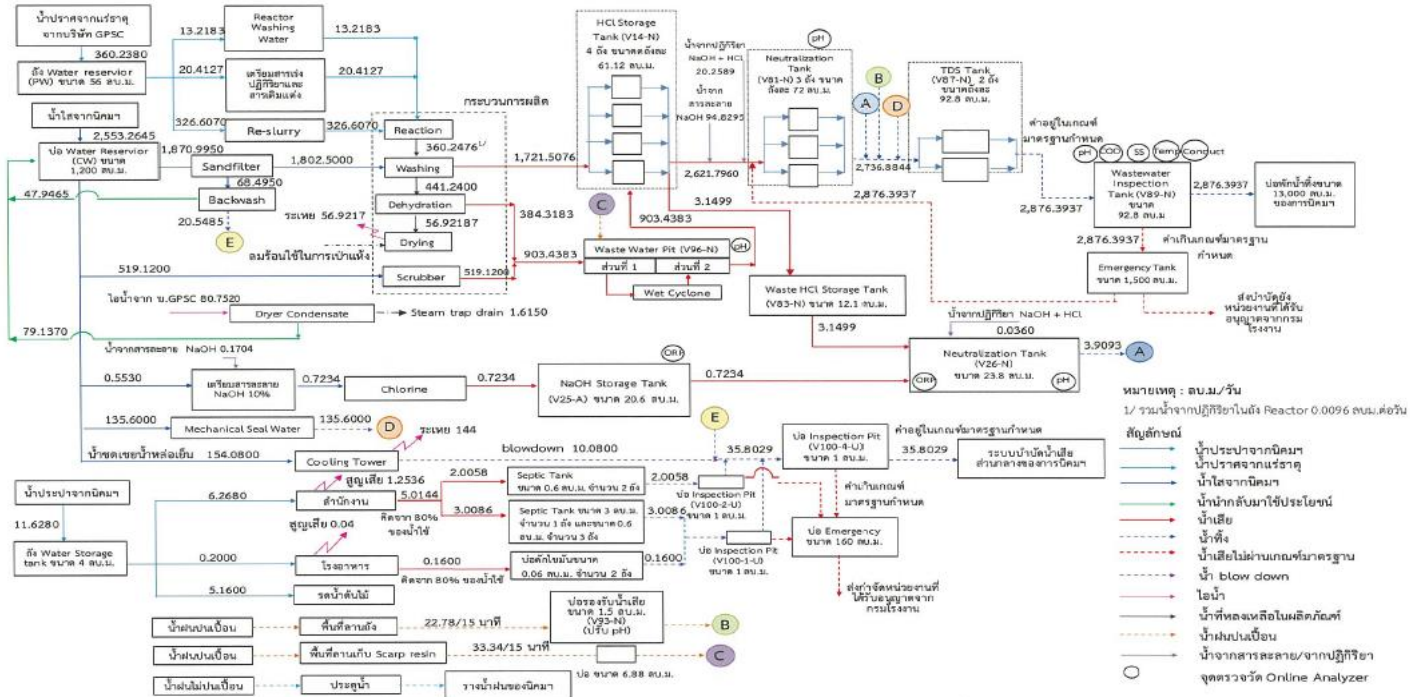 น้ำปราศจากแร่ธาตุ
จากบริษัท GPSC
360.2380
ถัง Water reservior
(PW) ขนาด 56 ลบ.ม.
13.2183
Reactor
Washing
Water
13.2183
20.4127
เตรียมสารเร่ง
ปฏิกิริยาและ
สารเติมแต่ง
20.4127
326.6070
Re-slurry
326.6070
น้ำใสจากนิคมฯ
2,553.2645
บ่อ Water Reservior
(CW) ขนาด
1,200 ลบ.ม.
1,870.9950
Sandfilter
1,802.5000
68.4950
Backwash
47.9465
20.5485
E
กระบวนการผลิต
Reaction
360.2476 1/
Washing
441.2400
Dehydration
56.92187
Drying
ระเหย 56.9217
ลมร้อนใช้ในการเป่าแห้ง
519.1200
Scrubber
519.1200
1,721.5076
384.3183
903.4383
HCl Storage
Tank (V14-N)
4 ถัง ขนาดถังละ
61.12 ลบ.ม.
น้ำจากปฏิกิริยา
NaOH + HCl
20.2589
น้ำจาก
สารละลาย
NaOH 94.8295
2,621.7960
3.1499
903.4383
C
Waste Water Pit (V96-N)
pH
ส่วนที่ 1
ส่วนที่ 2
Wet Cyclone
pH
Neutralization
Tank
(V81-N) 3 ถัง ขนาด
ถังละ 72 ลบ.ม.
A
B
D
2,736.8844
2,876.3937
TDS Tank
(V87-N) 2 ถัง
ขนาดถังละ
92.8 ลบ.ม.
ค่าอยู่ในเกณฑ์
มาตรฐานกำหนด
2,876.3937
pH
COD
SS
Temp
Conduct
Wastewater
Inspection
Tank (V89-N)
ขนาด
92.8 ลบ.ม
2,876.3937
บ่อพักน้ำทิ้งขนาด
13,000 ลบ.ม.
ของการนิคมฯ
2,876.3937
ค่าเกินเกณฑ์มาตรฐาน
กำหนด
Emergency Tank
ขนาด 1,500 ลบ.ม.
ส่งบำบัดยัง
หน่วยงานที่ได้รับ
อนุญาตจากกรม
โรงงาน
Waste HCl Storage Tank
(V83-N) ขนาด 12.1 ลบ.ม.
3.1499
น้ำจากปฏิกิริยา NaOH + HCl
0.0360
Neutralization Tank
(V26-N)
ขนาด 23.8 ลบ.ม.
ORP
pH
3.9093
A
ไอน้ำจาก บ.GPSC 80.7520
Dryer Condensate
Steam trap drain 1.6150
79.1370
น้ำจากสารละลาย NaOH 0.1704
0.5530
เตรียมสารละลาย
NaOH 10%
0.7234
Chlorine
0.7234
ORP
NaOH Storage Tank
(V25-A) ขนาด 20.6 ลบ.ม.
0.7234
135.6000
Mechanical Seal Water
135.6000
D
น้ำชดเชยน้ำหล่อเย็น 154.0800
Cooling Tower
ระเหย 144
blowdown 10.0800
E
35.8029
บ่อ Inspection Pit
(V100-4-U)
ขนาด 1 ลบ.ม.
ค่าอยู่ในเกณฑ์มาตรฐานกำหนด
35.8029
ระบบบำบัดน้ำเสีย
ส่วนกลางของการนิคมฯ
ค่าเกินเกณฑ์
มาตรฐานกำหนด
น้ำประปาจากนิคมฯ
11.6280
ถัง Water Storage
tank ขนาด 4 ลบ.ม.
6.2680
สูญเสีย 1.2536
สำนักงาน
5.0144
คิดจาก 80%
ของน้ำใช้
2.0058
Septic Tank
ขนาด 0.6 ลบ.ม. จำนวน 2 ถัง
2.0058
บ่อ Inspection Pit
(V100-2-U)
ขนาด 1 ลบ.ม.
3.0086
Septic Tank ขนาด 3 ลบ.ม.
จำนวน 1 ถัง และขนาด 0.6
ลบ.ม. จำนวน 3 ถัง
3.0086
สูญเสีย 0.04
0.2000
โรงอาหาร
0.1600
คิดจาก 80% ของน้ำใช้
บ่อดักไขมันขนาด
0.06 ลบ.ม. จำนวน 2 ถัง
0.1600
บ่อ Inspection Pit
(V100-1-U)
ขนาด 1 ลบ.ม.
บ่อ Emergency
ขนาด 160 ลบ.ม.
ส่งกำจัดหน่วยงานที่
ได้รับอนุญาตจาก
กรมโรงงาน
5.1600
รดน้ำต้นไม้
น้ำฝนปนเปื้อน
พื้นที่ลานถัง
22.78/15 นาที
บ่อรองรับน้ำเสีย
ขนาด 1.5 ลบ.ม.
(V93-N)
(ปรับ pH)
B
น้ำฝนปนเปื้อน
พื้นที่ลานเก็บ Scarp resin
33.34/15 นาที
บ่อ ขนาด 6.88 ลบ.ม.
C
น้ำฝนไม่ปนเปื้อน
ประตูน้ำ
รางน้ำฝนของนิคมฯ
หมายเหตุ : ลบ.ม./วัน
1/ รวมน้ำจากปฏิกิริยาในถัง Reactor 0.0096 ลบม.ต่อวัน
สัญลักษณ์
น้ำประปาจากนิคมฯ
น้ำปราศจากแร่ธาตุ
น้ำใสจากนิคมฯ
น้ำนำกลับมาใช้ประโยชน์
น้ำเสีย
น้ำทิ้ง
น้ำเสียไม่ผ่านเกณฑ์มาตรฐาน
น้ำ blow down
ไอน้ำ
น้ำที่หลงเหลือในผลิตภัณฑ์
น้ำฝนปนเปื้อน
น้ำจากสารละลาย/จากปฏิกิริยา
จุดตรวจวัด Online Analyzer